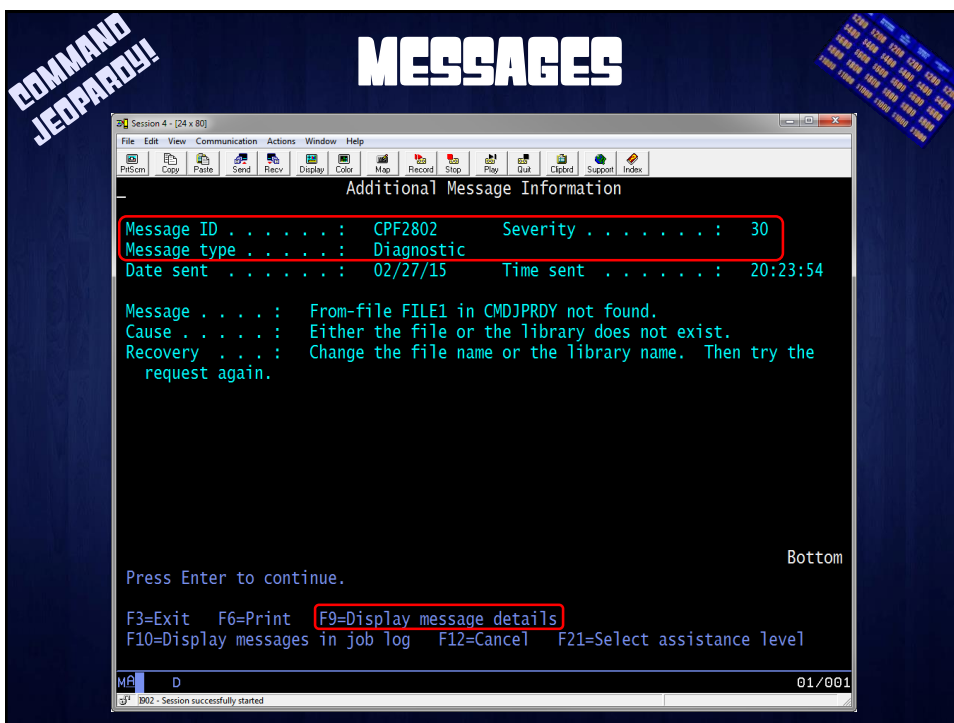 COMMAND
JEOPARDY!
MESSAGES
Session 4 - [24 x 80]
File Edit View Communication Actions Window Help
PrtScrn Copy Paste Send Recv Display Color Map Record Stop Play Quit Clipbrd Support Index
Additional Message Information
Message ID . . . . . . : CPF2802 Severity . . . . . . . : 30
Message type . . . . . : Diagnostic
Date sent . . . . . . : 02/27/15 Time sent . . . . . . : 20:23:54
Message . . . . : From-file FILE1 in CMDJPRDY not found.
Cause . . . . . : Either the file or the library does not exist.
Recovery . . . : Change the file name or the library name. Then try the
request again.
Bottom
Press Enter to continue.
F3=Exit F6=Print F9=Display message details
F10=Display messages in job log F12=Cancel F21=Select assistance level
MA D 01/001
I902 - Session successfully started